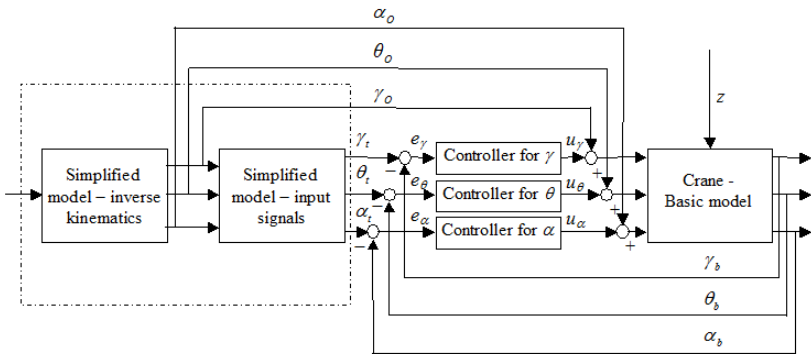 α_O
θ_O
γ_O
z
Simplified
model – inverse
kinematics
Simplified
model – input
signals
γ_t
θ_t
α_t
−
−
−
e_γ
e_θ
e_α
Controller for γ
Controller for θ
Controller for α
u_γ
u_θ
u_α
+
+
+
+
Crane -
Basic model
γ_b
θ_b
α_b